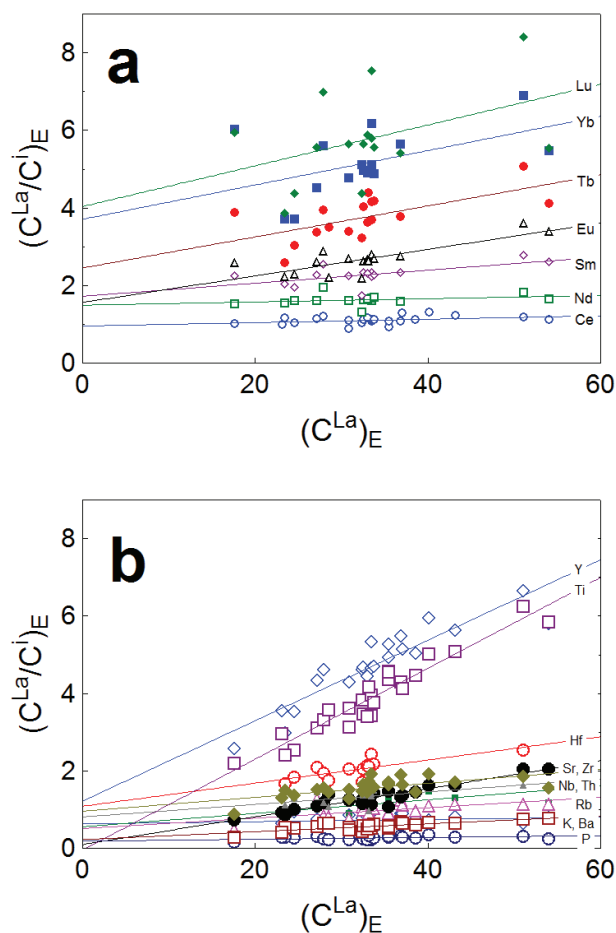 a
8
6
4
2
0
(C^La/C^i)_E
Lu
Yb
Tb
Eu
Sm
Nd
Ce
0 20 40 60
(C^La)_E
b
8
6
4
2
0
(C^La/C^i)_E
Y
Ti
Hf
Sr, Zr
Nb, Th
Rb
K, Ba
P
0 20 40 60
(C^La)_E